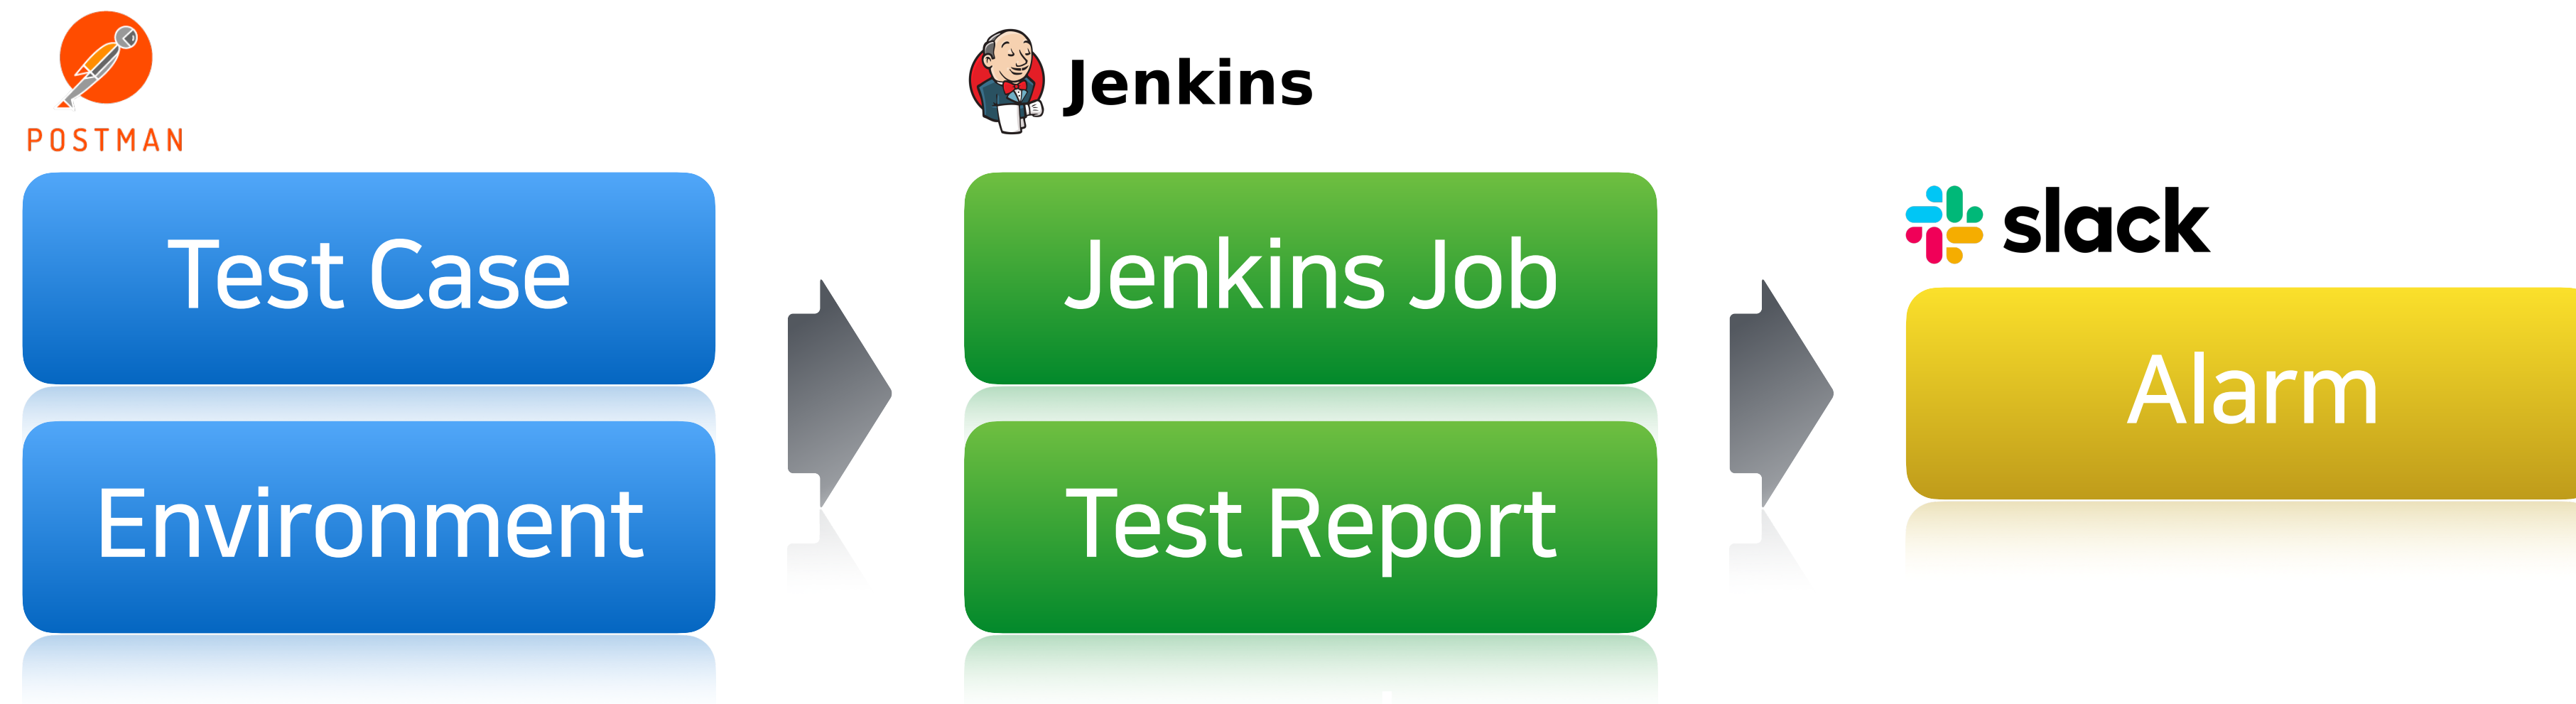 POSTMAN
Test Case
Environment
Jenkins
Jenkins Job
Test Report
slack
Alarm